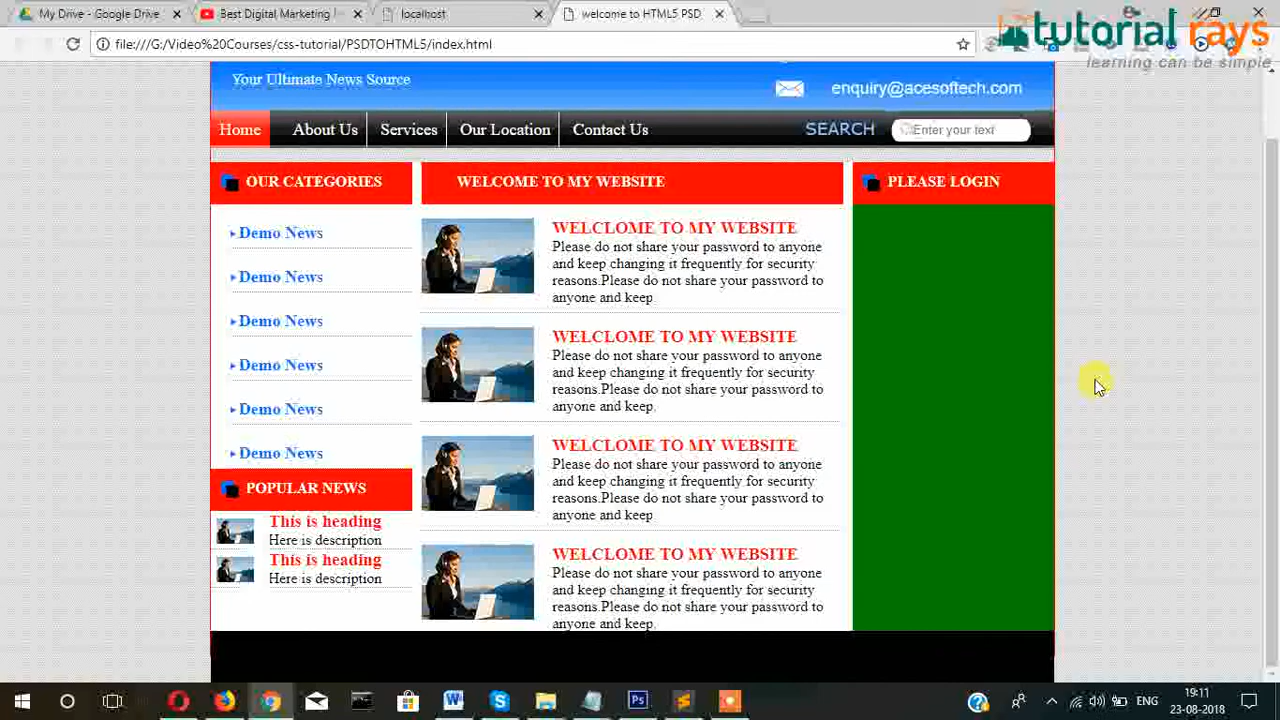 My Drive - Google Drive
Best Digital Marketing
localhost
welcome to HTML5 PSD
file:///G:/Video%20Courses/css-tutorial/PSDTOHTML5/index.html
tutorial rays
learning can be simple
Your Ultimate News Source
enquiry@acesoftech.com
Home About Us Services Our Location Contact Us SEARCH Enter your text
OUR CATEGORIES
Demo News
Demo News
Demo News
Demo News
Demo News
Demo News
POPULAR NEWS
This is heading
Here is description
This is heading
Here is description
WELCOME TO MY WEBSITE
WELCLOME TO MY WEBSITE
Please do not share your password to anyone
and keep changing it frequently for security
reasons.Please do not share your password to
anyone and keep.
WELCLOME TO MY WEBSITE
Please do not share your password to anyone
and keep changing it frequently for security
reasons.Please do not share your password to
anyone and keep.
WELCLOME TO MY WEBSITE
Please do not share your password to anyone
and keep changing it frequently for security
reasons.Please do not share your password to
anyone and keep.
WELCLOME TO MY WEBSITE
Please do not share your password to anyone
and keep changing it frequently for security
reasons.Please do not share your password to
anyone and keep.
PLEASE LOGIN
ENG
19:11
23-08-2018